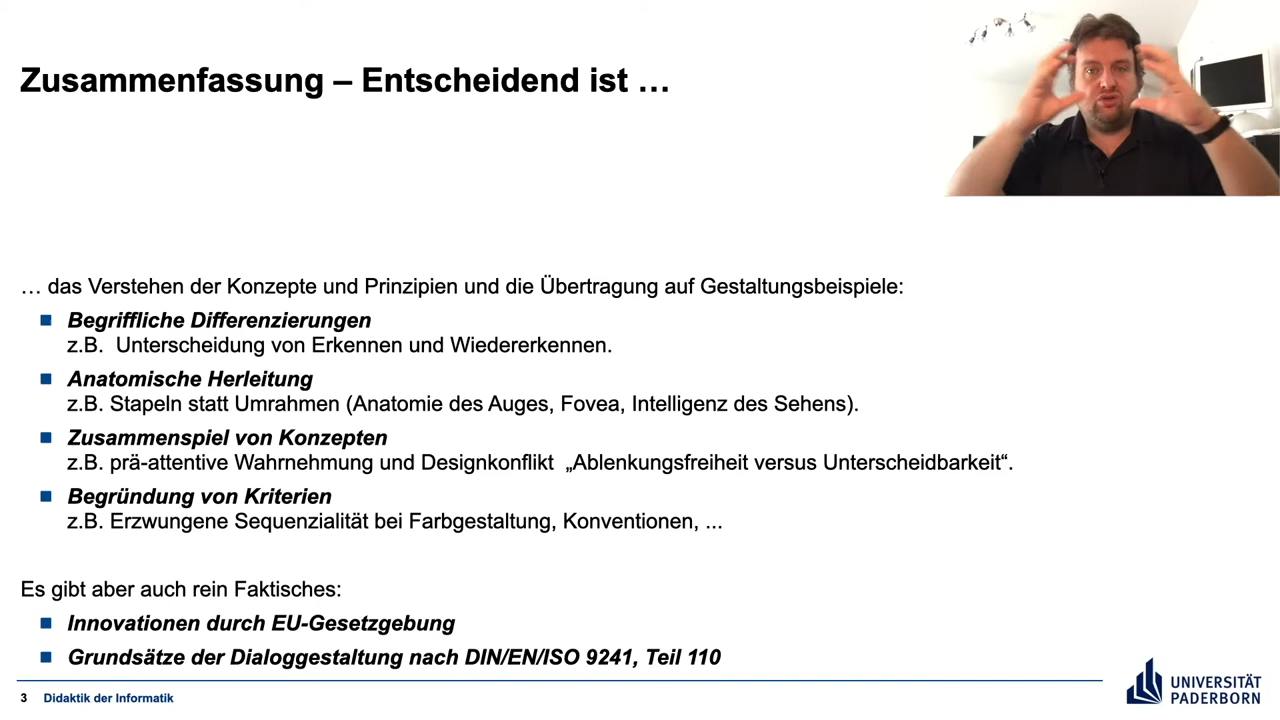 Zusammenfassung – Entscheidend ist …
… das Verstehen der Konzepte und Prinzipien und die Übertragung auf Gestaltungsbeispiele:
Begriffliche Differenzierungen
z.B. Unterscheidung von Erkennen und Wiedererkennen.
Anatomische Herleitung
z.B. Stapeln statt Umrahmen (Anatomie des Auges, Fovea, Intelligenz des Sehens).
Zusammenspiel von Konzepten
z.B. prä-attentive Wahrnehmung und Designkonflikt „Ablenkungsfreiheit versus Unterscheidbarkeit“.
Begründung von Kriterien
z.B. Erzwungene Sequenzialität bei Farbgestaltung, Konventionen, ...
Es gibt aber auch rein Faktisches:
Innovationen durch EU-Gesetzgebung
Grundsätze der Dialoggestaltung nach DIN/EN/ISO 9241, Teil 110
3 Didaktik der Informatik
UNIVERSITÄT
PADERBORN